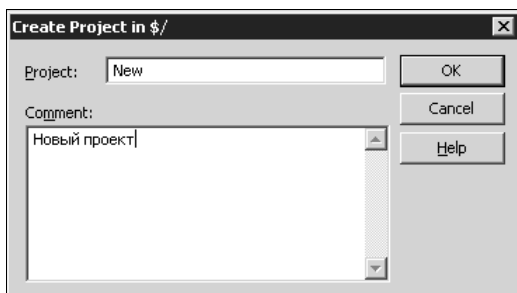 Create Project in $/
Project: New OK
Comment: Cancel
Новый проект Help